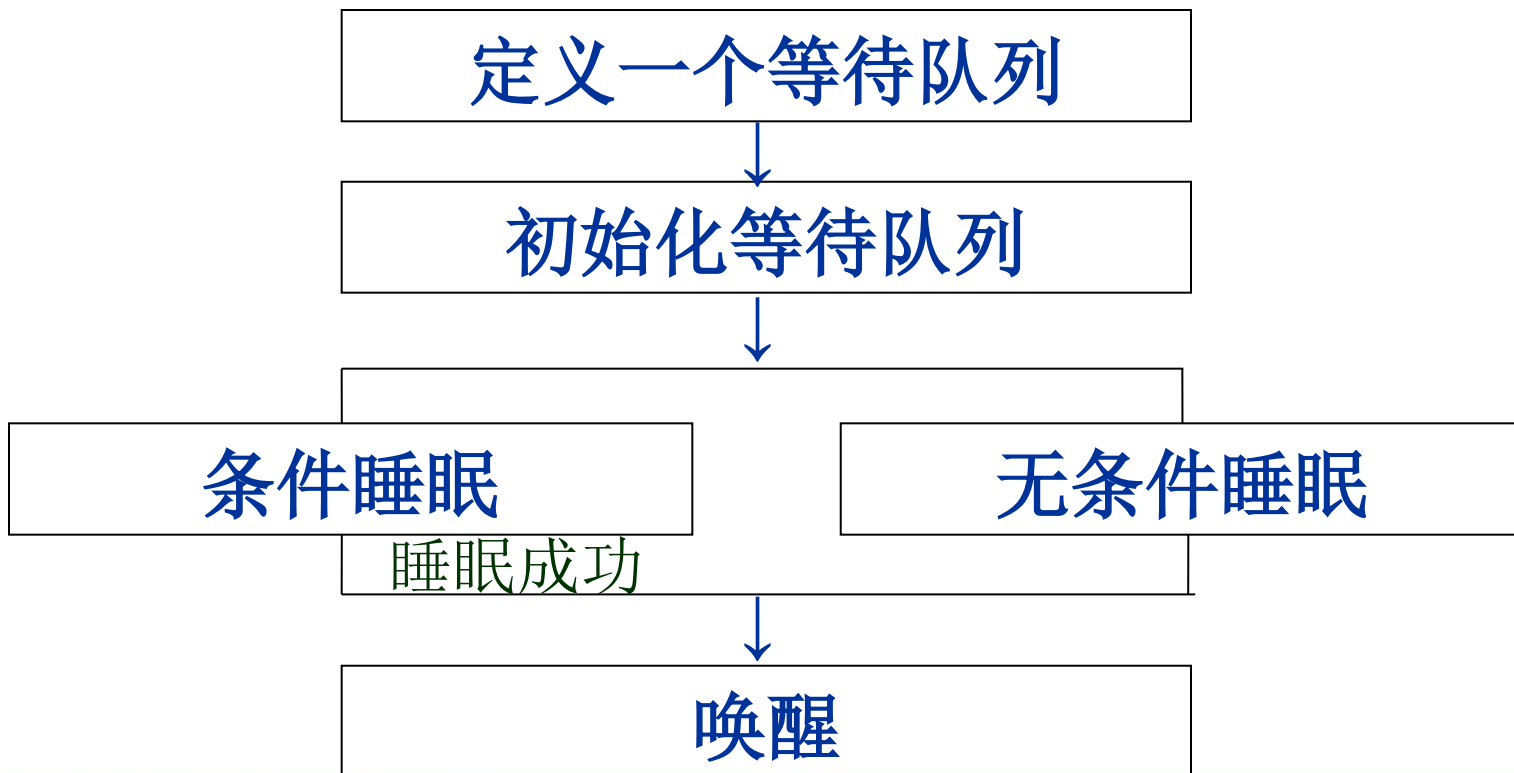 定义一个等待队列
初始化等待队列
条件睡眠
无条件睡眠
睡眠成功
唤醒